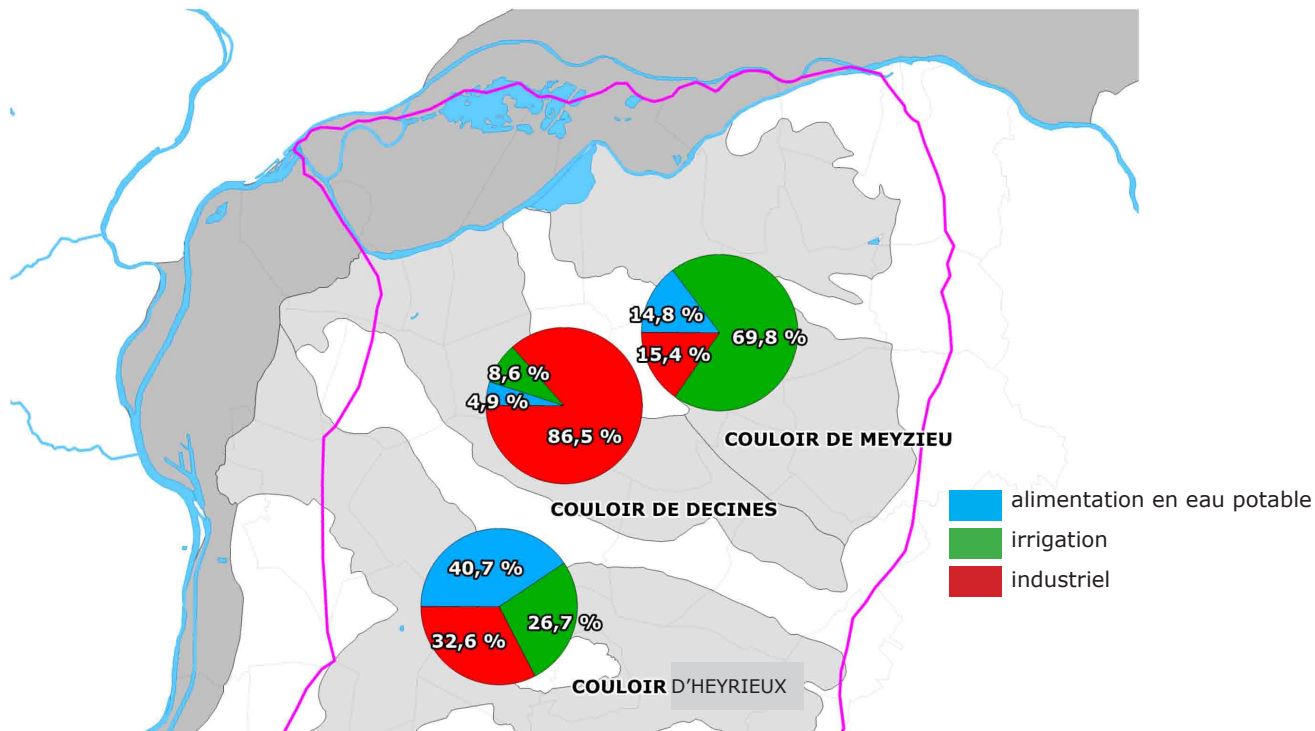 14,8 %
69,8 %
15,4 %
8,6 %
4,9 %
86,5 %
COULOIR DE MEYZIEU
COULOIR DE DECINES
alimentation en eau potable
irrigation
industriel
40,7 %
26,7 %
32,6 %
COULOIR D'HEYRIEUX